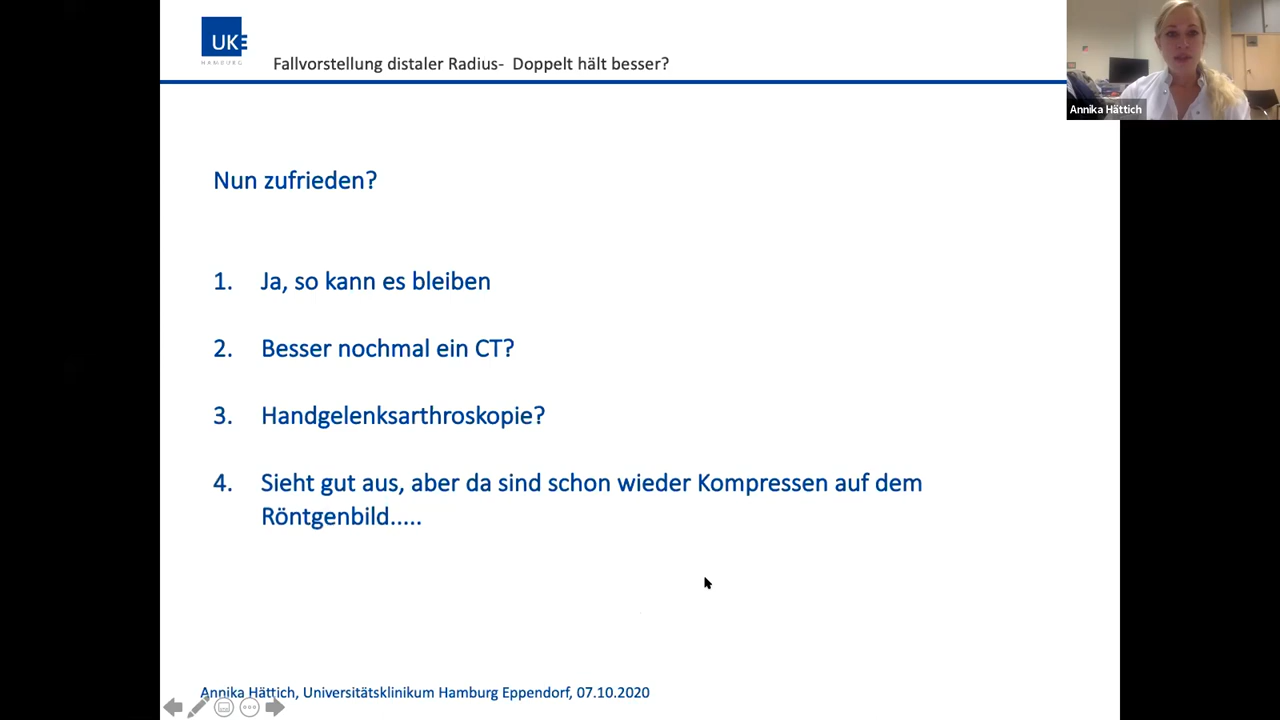 UKE
HAMBURG
Fallvorstellung distaler Radius- Doppelt hält besser?
Annika Hättich
Nun zufrieden?
1. Ja, so kann es bleiben
2. Besser nochmal ein CT?
3. Handgelenksarthroskopie?
4. Sieht gut aus, aber da sind schon wieder Kompressen auf dem
Röntgenbild.....
Annika Hättich, Universitätsklinikum Hamburg Eppendorf, 07.10.2020